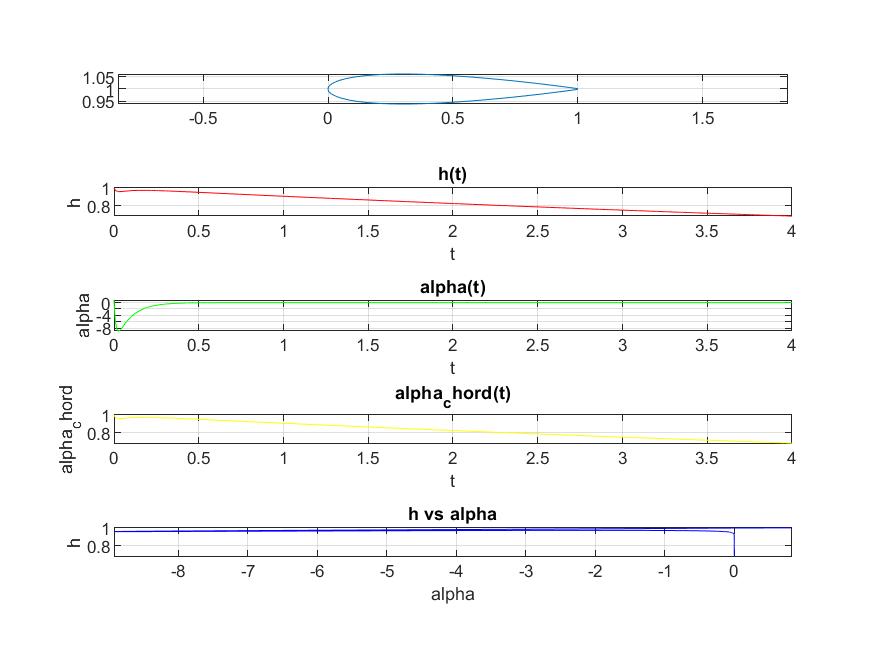 1.05
1
0.95
-0.5 0 0.5 1 1.5
h(t)
1
h
0.8
0 0.5 1 1.5 2 2.5 3 3.5 4
t
alpha(t)
0
alpha
-4
-8
0 0.5 1 1.5 2 2.5 3 3.5 4
t
alpha_chord(t)
1
alpha_chord
0.8
0 0.5 1 1.5 2 2.5 3 3.5 4
t
h vs alpha
1
h
0.8
-8 -7 -6 -5 -4 -3 -2 -1 0
alpha